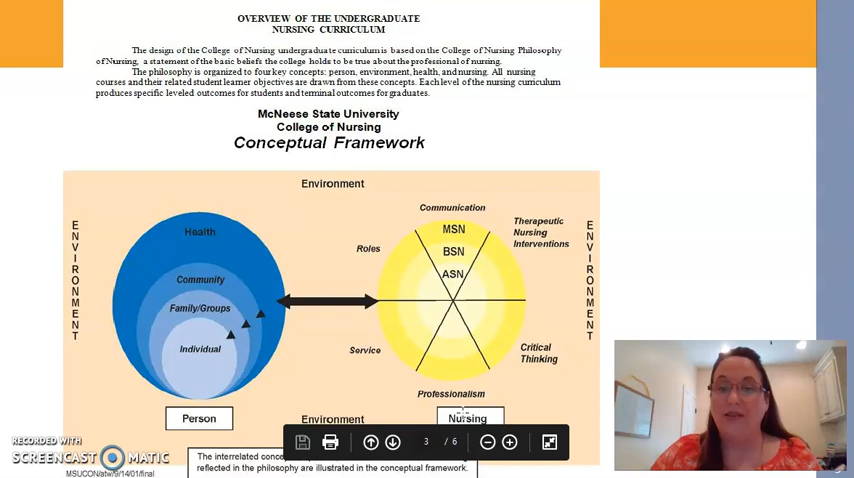 OVERVIEW OF THE UNDERGRADUATE
NURSING CURRICULUM
The design of the College of Nursing undergraduate curriculum is based on the College of Nursing Philosophy
of Nursing, a statement of the basic beliefs the college holds to be true about the professional of nursing.
The philosophy is organized to four key concepts: person, environment, health, and nursing. All nursing
courses and their related student learner objectives are drawn from these concepts. Each level of the nursing curriculum
produces specific leveled outcomes for students and terminal outcomes for graduates.
McNeese State University
College of Nursing
Conceptual Framework
Environment
ENVIRONMENT
Health
Community
Family/Groups
Individual
Person
Communication
Therapeutic
Nursing
Interventions
Roles
MSN
BSN
ASN
ENVIRONMENT
Service
Critical
Thinking
Professionalism
Environment
Nursing
3 / 6
RECORDED WITH
SCREENCAST MATIC
The interrelated
reflected in the philosophy are illustrated in the conceptual framework.
MSUCON/atw/9/14/01/final